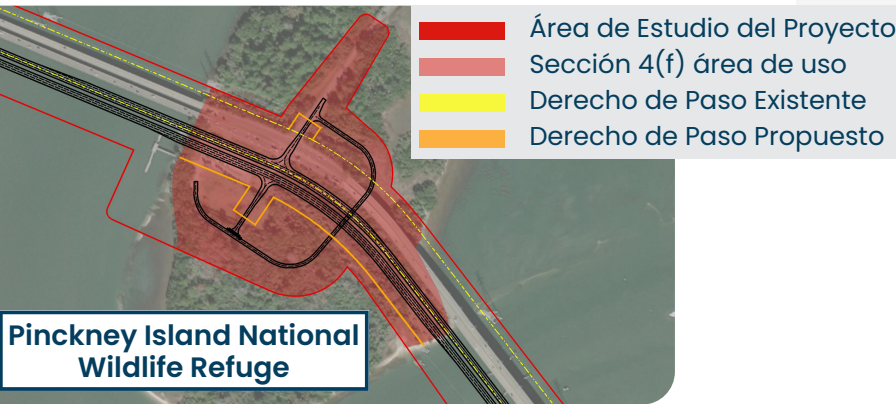 Área de Estudio del Proyecto
Sección 4(f) área de uso
Derecho de Paso Existente
Derecho de Paso Propuesto
Pinckney Island National
Wildlife Refuge